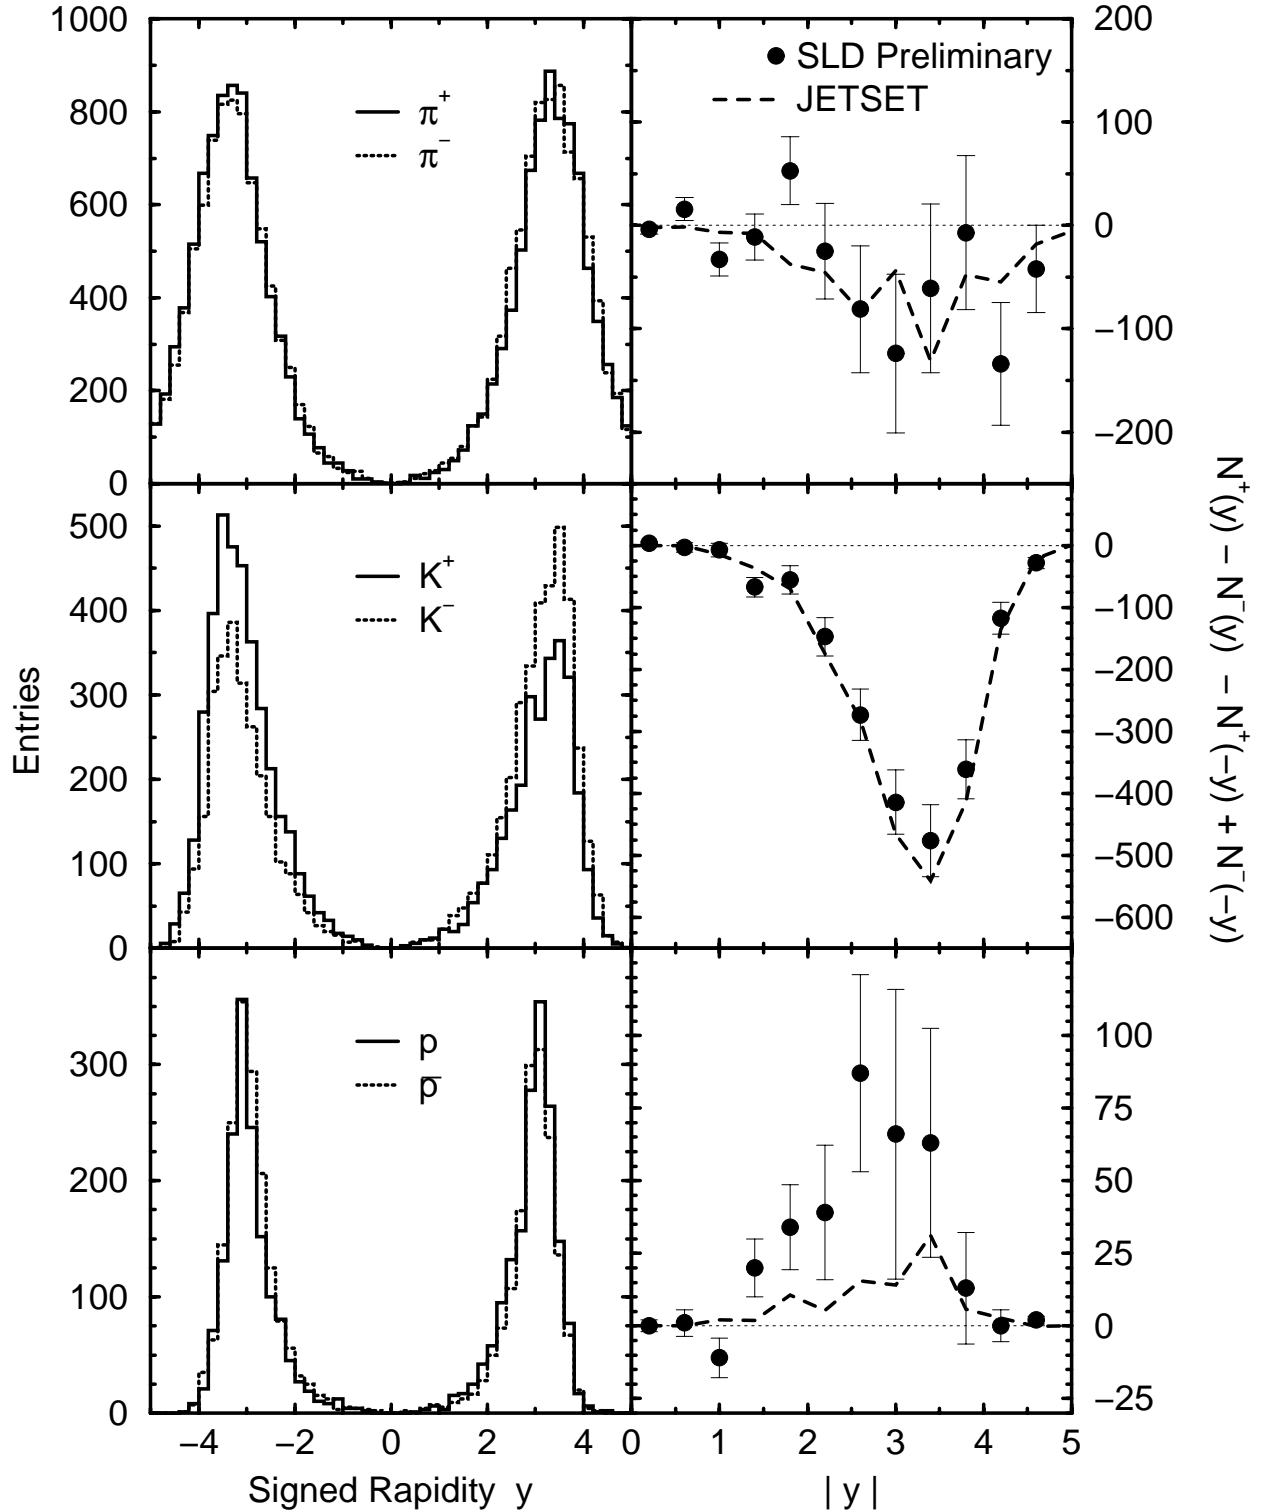 1000
800
600
400
200
0
π+
π−
200
100
0
−100
−200
SLD Preliminary
JETSET
500
400
300
200
100
0
K+
K−
0
−100
−200
−300
−400
−500
−600
300
200
100
0
p
p̅
100
75
50
25
0
−25
−4 −2 0 2 4
0 1 2 3 4 5
Signed Rapidity y
| y |
Entries
N+(y) − N−(y) − N+(−y) + N−(−y)